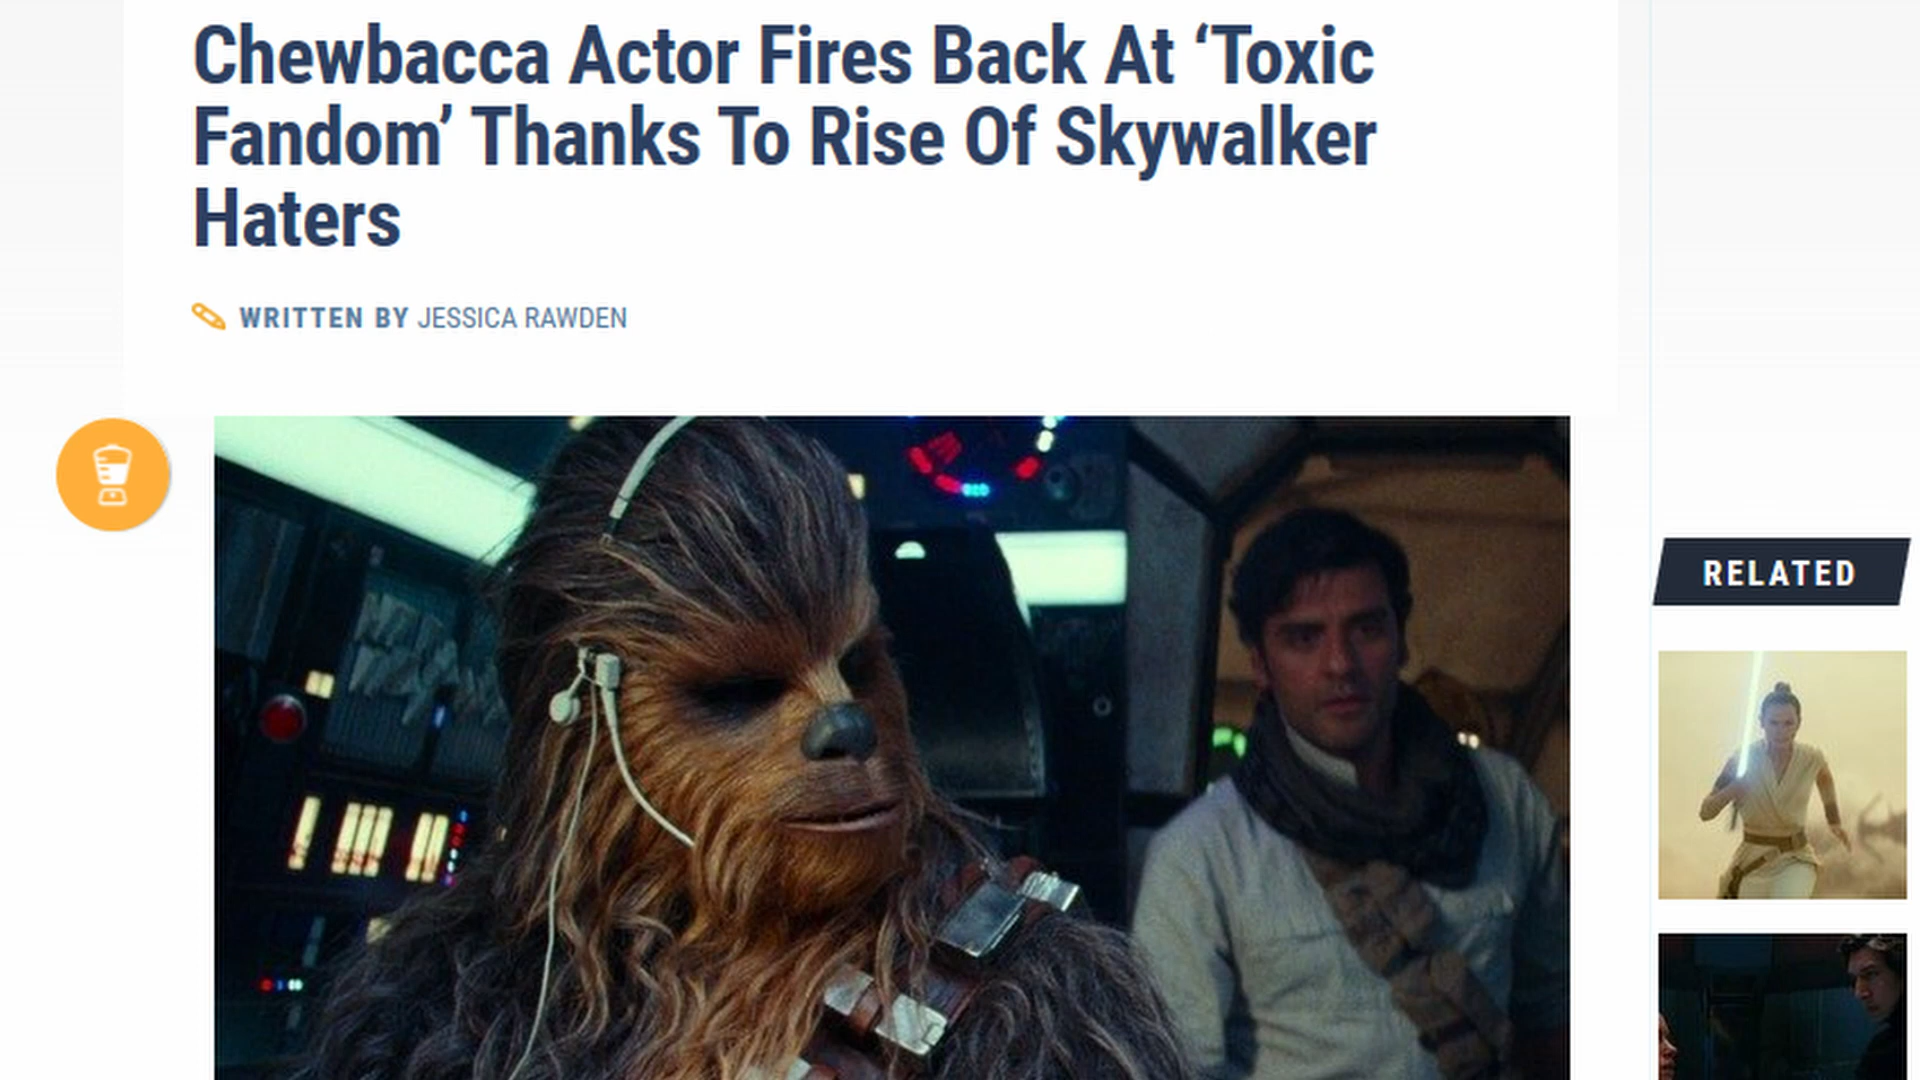 Chewbacca Actor Fires Back At ‘Toxic
Fandom’ Thanks To Rise Of Skywalker
Haters
WRITTEN BY JESSICA RAWDEN
RELATED